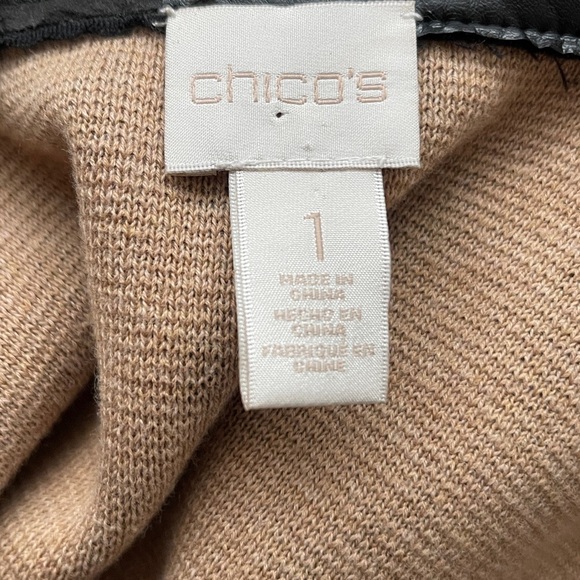 chico's
1
MADE IN
CHINA
HECHO EN
CHINA
FABRIQUÉ EN
CHINE